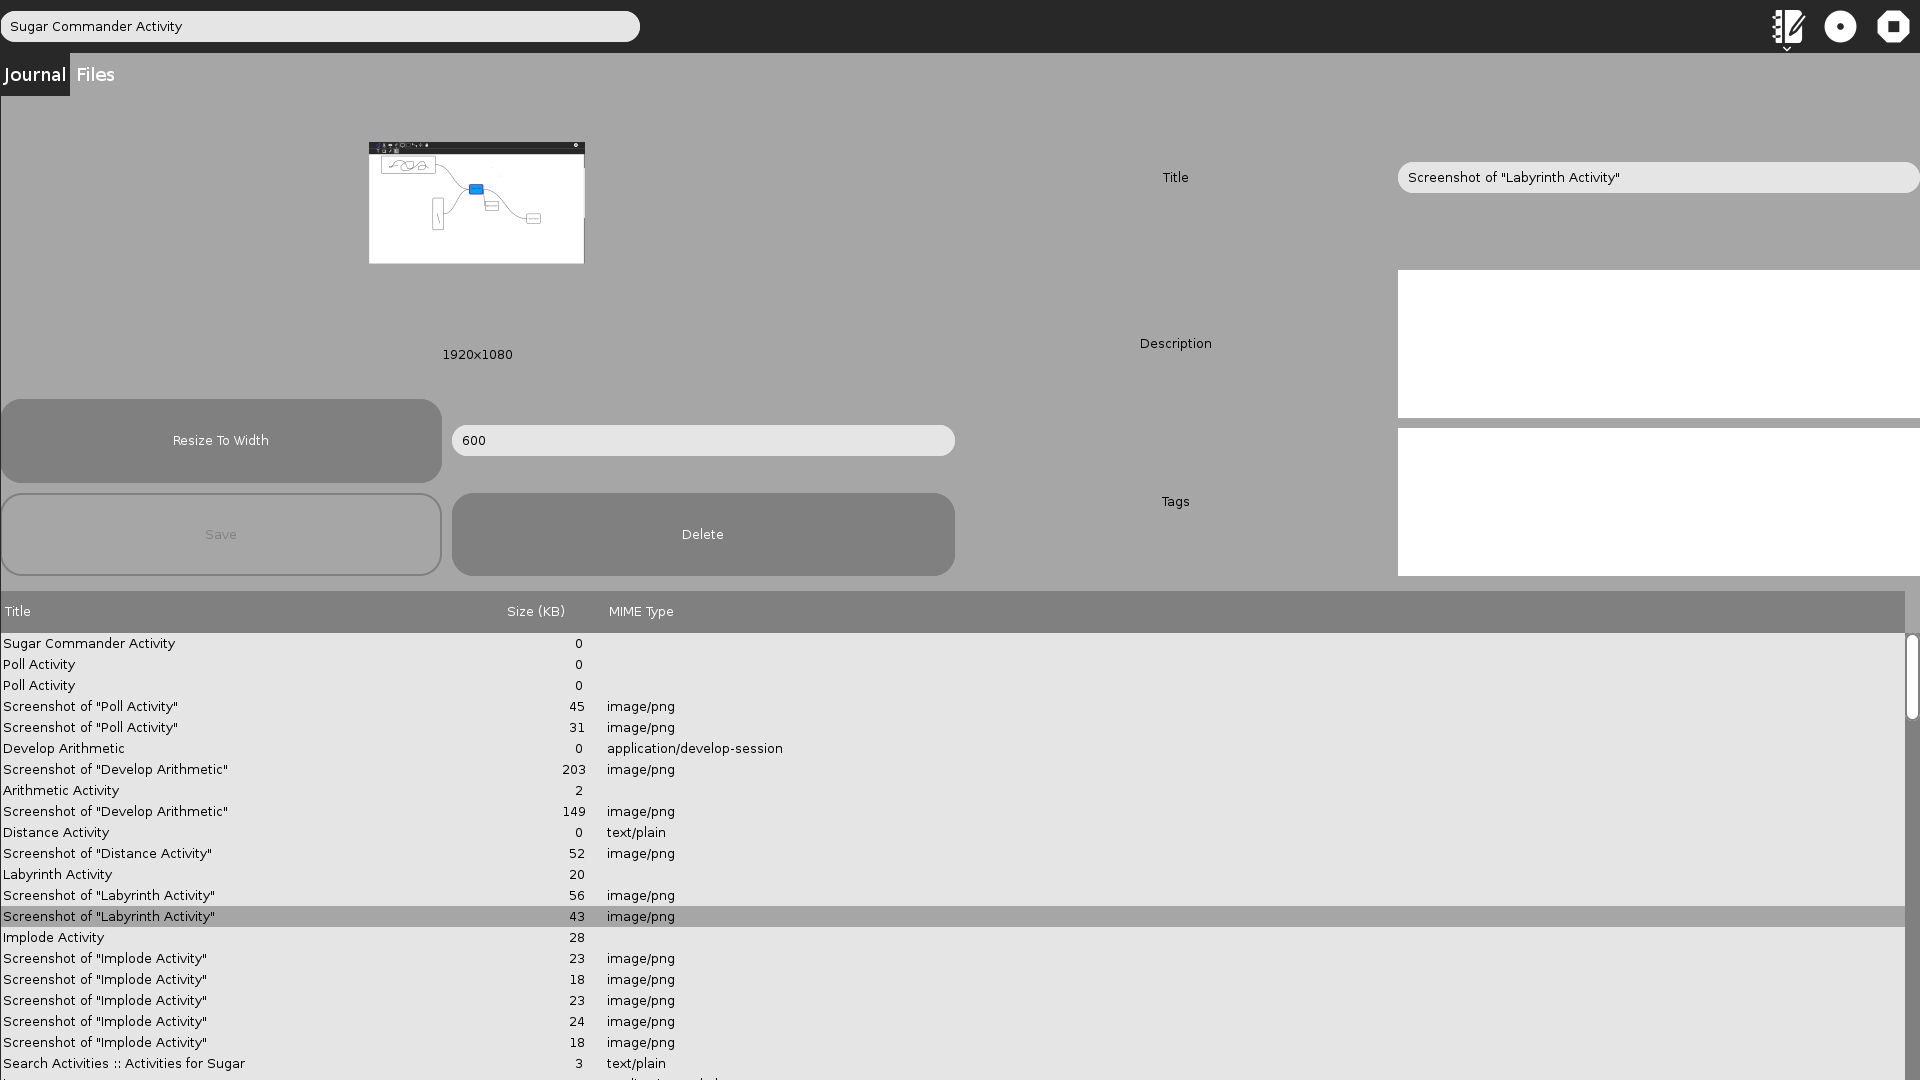 Sugar Commander Activity
Journal Files
Title Screenshot of "Labyrinth Activity"
1920x1080
Description
Resize To Width 600
Tags
Save Delete
Title Size (KB) MIME Type
Sugar Commander Activity 0
Poll Activity 0
Poll Activity 0
Screenshot of "Poll Activity" 45 image/png
Screenshot of "Poll Activity" 31 image/png
Develop Arithmetic 0 application/develop-session
Screenshot of "Develop Arithmetic" 203 image/png
Arithmetic Activity 2
Screenshot of "Develop Arithmetic" 149 image/png
Distance Activity 0 text/plain
Screenshot of "Distance Activity" 52 image/png
Labyrinth Activity 20
Screenshot of "Labyrinth Activity" 56 image/png
Screenshot of "Labyrinth Activity" 43 image/png
Implode Activity 28
Screenshot of "Implode Activity" 23 image/png
Screenshot of "Implode Activity" 18 image/png
Screenshot of "Implode Activity" 23 image/png
Screenshot of "Implode Activity" 24 image/png
Screenshot of "Implode Activity" 18 image/png
Search Activities :: Activities for Sugar 3 text/plain